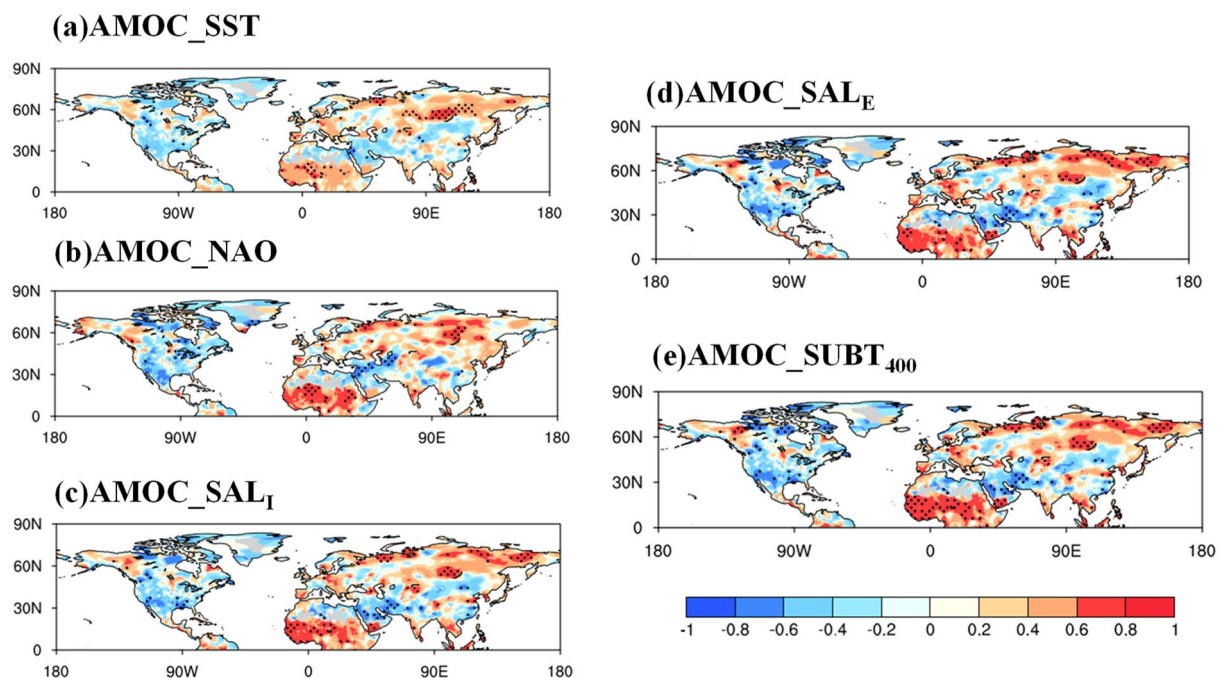 (a)AMOC_SST
90N
60N
30N
0
180 90W 0 90E 180
(b)AMOC_NAO
90N
60N
30N
0
180 90W 0 90E 180
(c)AMOC_SALI
90N
60N
30N
0
180 90W 0 90E 180
(d)AMOC_SALE
90N
60N
30N
0
180 90W 0 90E 180
(e)AMOC_SUBT400
90N
60N
30N
0
180 90W 0 90E 180
-1 -0.8 -0.6 -0.4 -0.2 0 0.2 0.4 0.6 0.8 1